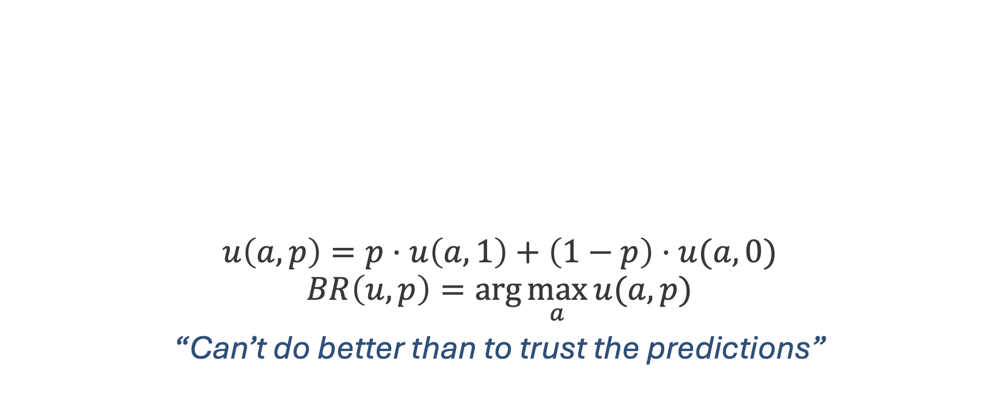 u(a, p) = p · u(a, 1) + (1 − p) · u(a, 0)
BR(u, p) = arg max u(a, p)
a
“Can’t do better than to trust the predictions”